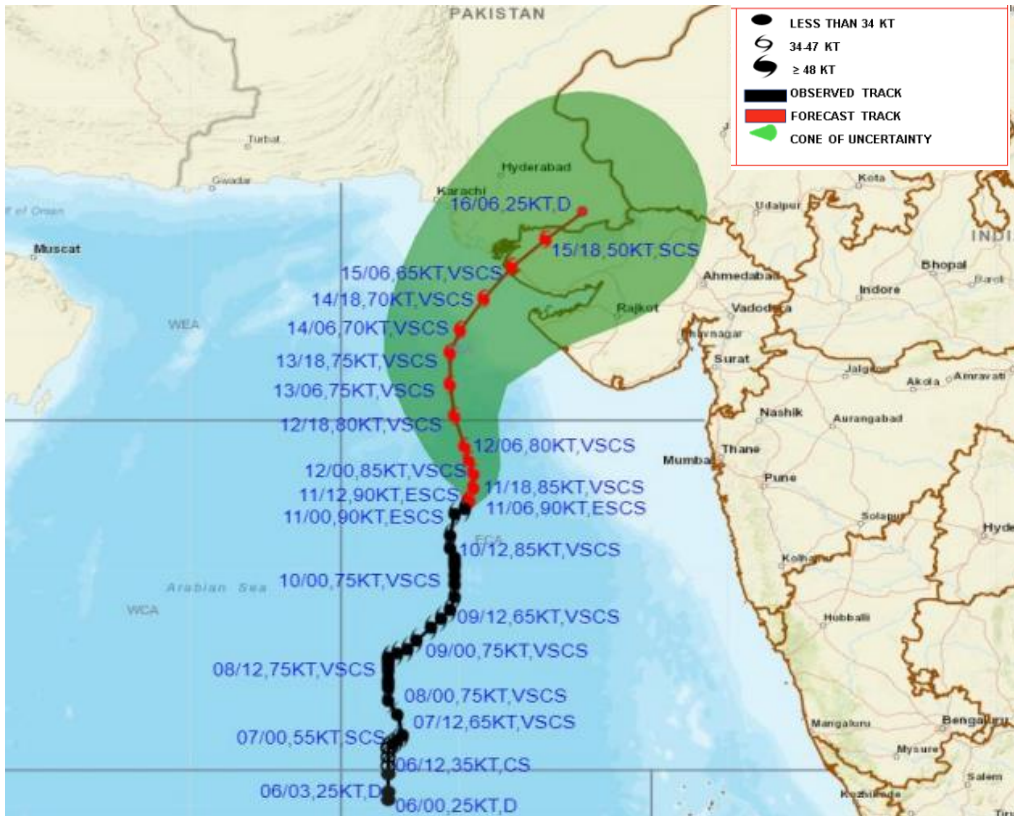 PAKISTAN
LESS THAN 34 KT
34-47 KT
≥ 48 KT
OBSERVED TRACK
FORECAST TRACK
CONE OF UNCERTAINTY
Turbat
Gwadar
Hyderabad
Karachi
Kota
Udaipur
Muscat
INDI
16/06,25KT,D
15/18,50KT,SCS
15/06,65KT,VSCS
14/18,70KT,VSCS
14/06,70KT,VSCS
13/18,75KT,VSCS
13/06,75KT,VSCS
12/18,80KT,VSCS
12/06,80KT,VSCS
12/00,85KT,VSCS
11/18,85KT,VSCS
11/12,90KT,ESCS
11/06,90KT,ESCS
11/00,90KT,ESCS
10/12,85KT,VSCS
10/00,75KT,VSCS
09/12,65KT,VSCS
09/00,75KT,VSCS
08/12,75KT,VSCS
08/00,75KT,VSCS
07/12,65KT,VSCS
07/00,55KT,SCS
06/12,35KT,CS
06/03,25KT,D
06/00,25KT,D
Bhopal
Ahmedabad
Indore
Rajkot
Vadodara
Surat
Akola
Amravati
Nashik
Aurangabad
Mumbai
Thane
Pune
Solapur
Hyde
WEA
ECA
Arabian Sea
WCA
Hubballi
Mangaluru
Bengalur
Mysure
Salem